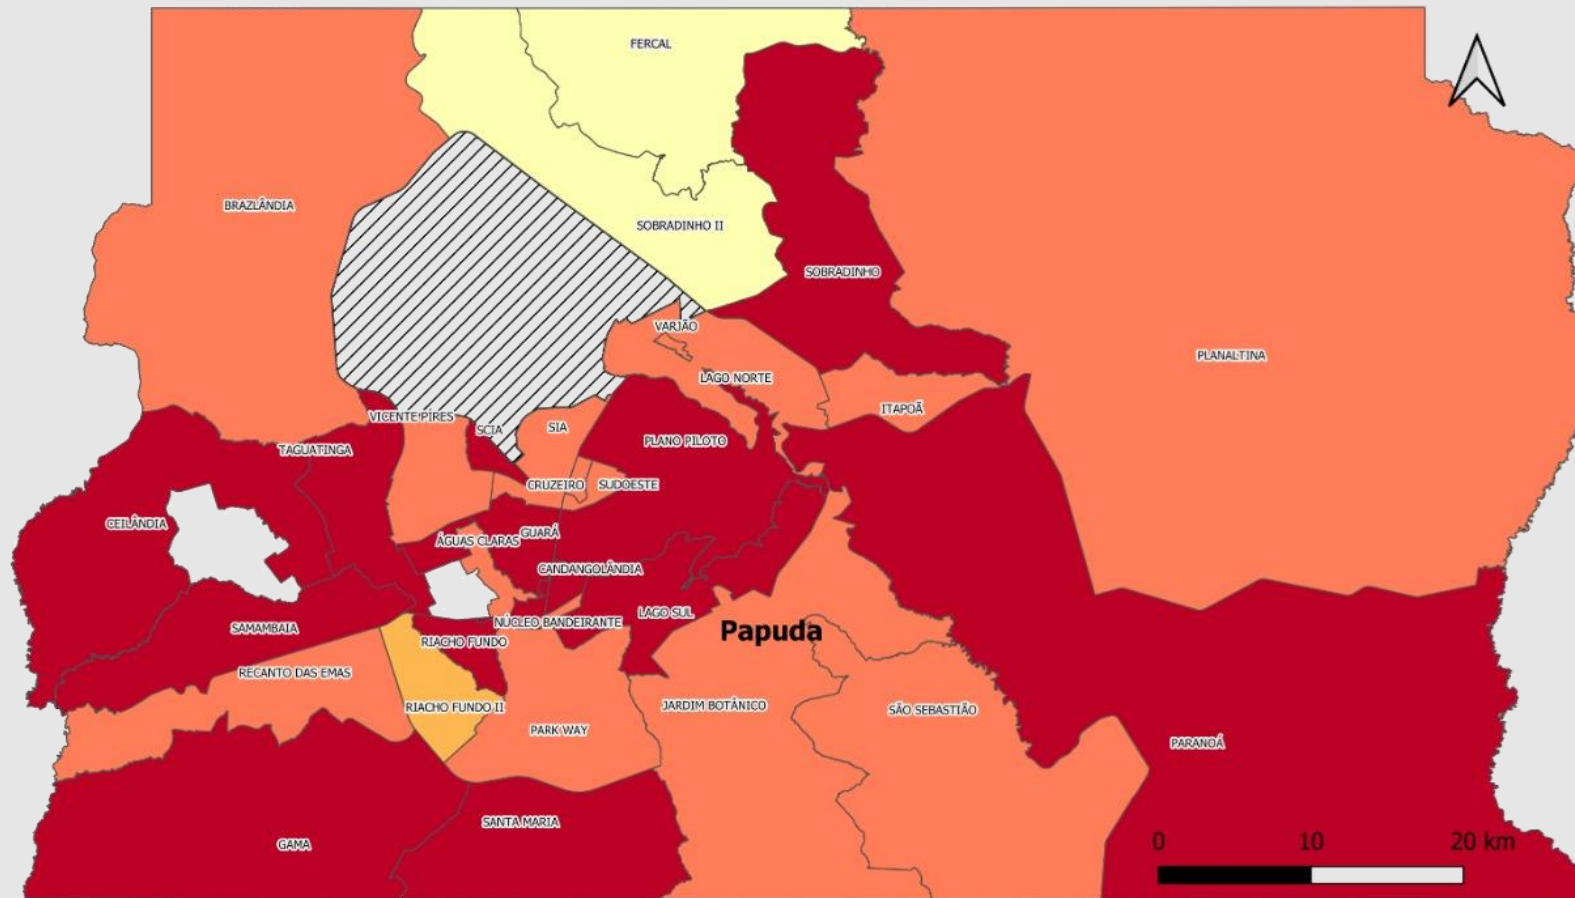 FERCAL
BRAZLÂNDIA
SOBRADINHO II
SOBRADINHO
VARJÃO
PLANALTINA
LAGO NORTE
ITAPOÃ
VICENTE PIRES
SCIA
SIA
PLANO PILOTO
TAGUATINGA
CRUZEIRO
SUDOESTE
CEILÂNDIA
ÁGUAS CLARAS
GUARÁ
CANDANGOLÂNDIA
LAGO SUL
NÚCLEO BANDEIRANTE
SAMAMBAIA
Papuda
RIACHO FUNDO
RECANTO DAS EMAS
RIACHO FUNDO II
JARDIM BOTÂNICO
SÃO SEBASTIÃO
PARK WAY
PARANOÁ
SANTA MARIA
GAMA
0 10 20 km